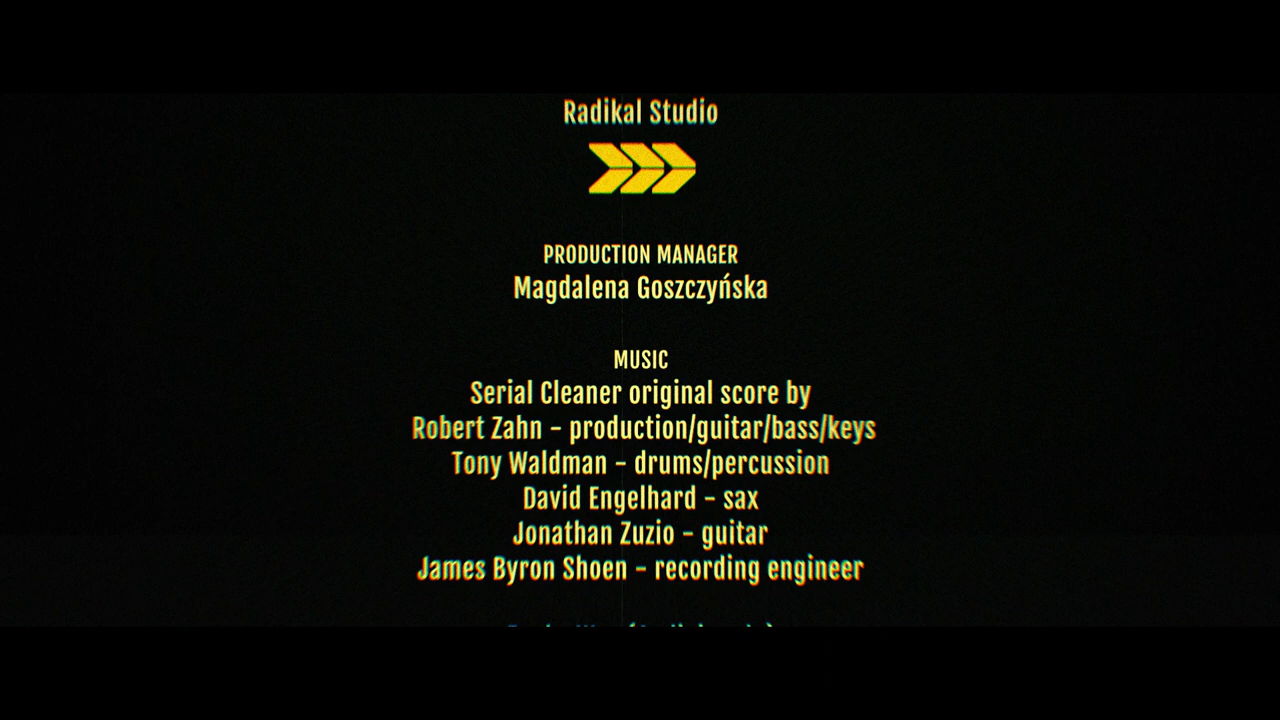 Radikal Studio
PRODUCTION MANAGER
Magdalena Goszczyńska
MUSIC
Serial Cleaner original score by
Robert Zahn - production/guitar/bass/keys
Tony Waldman - drums/percussion
David Engelhard - sax
Jonathan Zuzio - guitar
James Byron Shoen - recording engineer